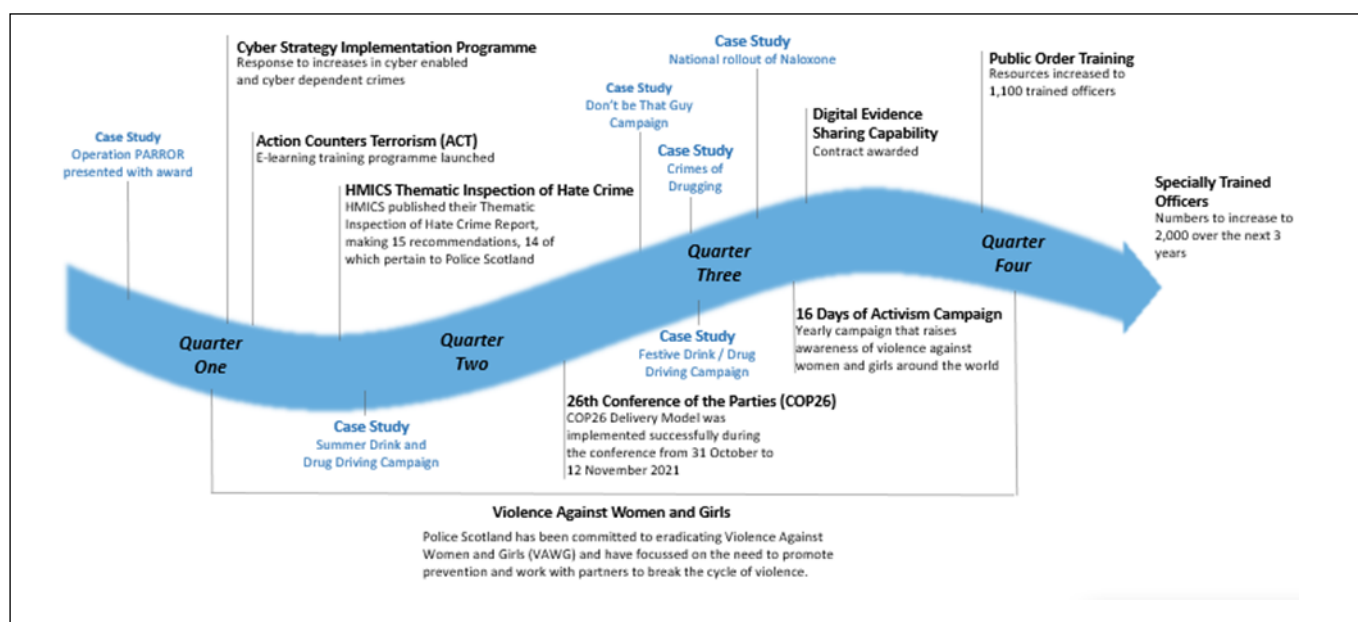 Cyber Strategy Implementation Programme
Response to increases in cyber enabled
and cyber dependent crimes
Case Study
National rollout of Naloxone
Public Order Training
Resources increased to
1,100 trained officers
Case Study
Don't be That Guy
Campaign
Digital Evidence
Sharing Capability
Contract awarded
Case Study
Operation PARROR
presented with award
Action Counters Terrorism (ACT)
E-learning training programme launched
Case Study
Crimes of
Drugging
HMICS Thematic Inspection of Hate Crime
HMICS published their Thematic
Inspection of Hate Crime Report,
making 15 recommendations, 14 of
which pertain to Police Scotland
Specially Trained
Officers
Numbers to increase to
2,000 over the next 3
years
Quarter
One
Quarter
Two
Quarter
Three
Quarter
Four
Case Study
Summer Drink and
Drug Driving Campaign
Case Study
Festive Drink / Drug
Driving Campaign
16 Days of Activism Campaign
Yearly campaign that raises
awareness of violence against
women and girls around the world
26th Conference of the Parties (COP26)
COP26 Delivery Model was
implemented successfully during
the conference from 31 October to
12 November 2021
Violence Against Women and Girls
Police Scotland has been committed to eradicating Violence Against
Women and Girls (VAWG) and have focussed on the need to promote
prevention and work with partners to break the cycle of violence.